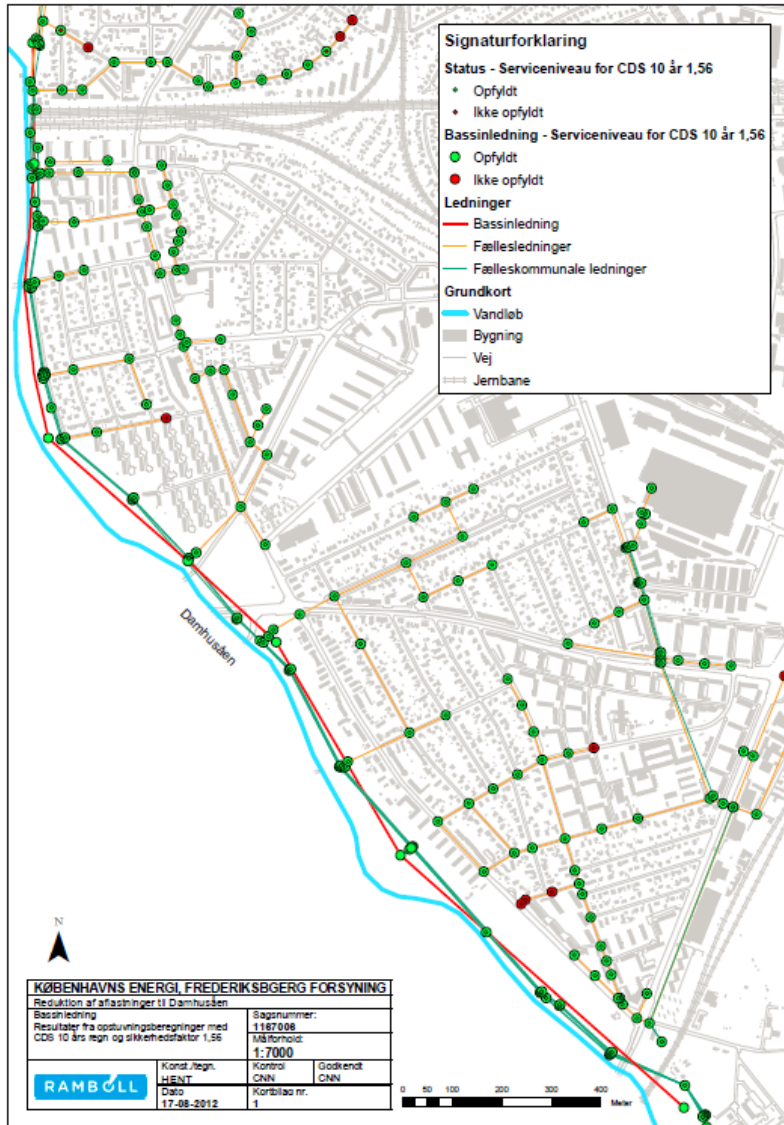 Signaturforklaring
Status - Serviceniveau for CDS 10 år 1,56
Opfyldt
Ikke opfyldt
Bassinledning - Serviceniveau for CDS 10 år 1,56
Opfyldt
Ikke opfyldt
Ledninger
Bassinledning
Fællesledninger
Fælleskommunale ledninger
Grundkort
Vandløb
Bygning
Vej
Jernbane
Damhusåen
N
KØBENHAVNS ENERGI, FREDERIKSBGERG FORSYNING
Reduktion af aflastninger til Damhusåen
Bassinledning
Resultater fra opstuvningsberegninger med
CDS 10 års regn og sikkerhedsfaktor 1,56
Sagsnummer:
1167006
Målforhold:
1:7000
RAMBOLL
Konst./tegn.
HENT
Kontrol
CNN
Godkendt
CNN
Dato
17-08-2012
Kortbilag nr.
1
0 50 100 200 300 400
Meter